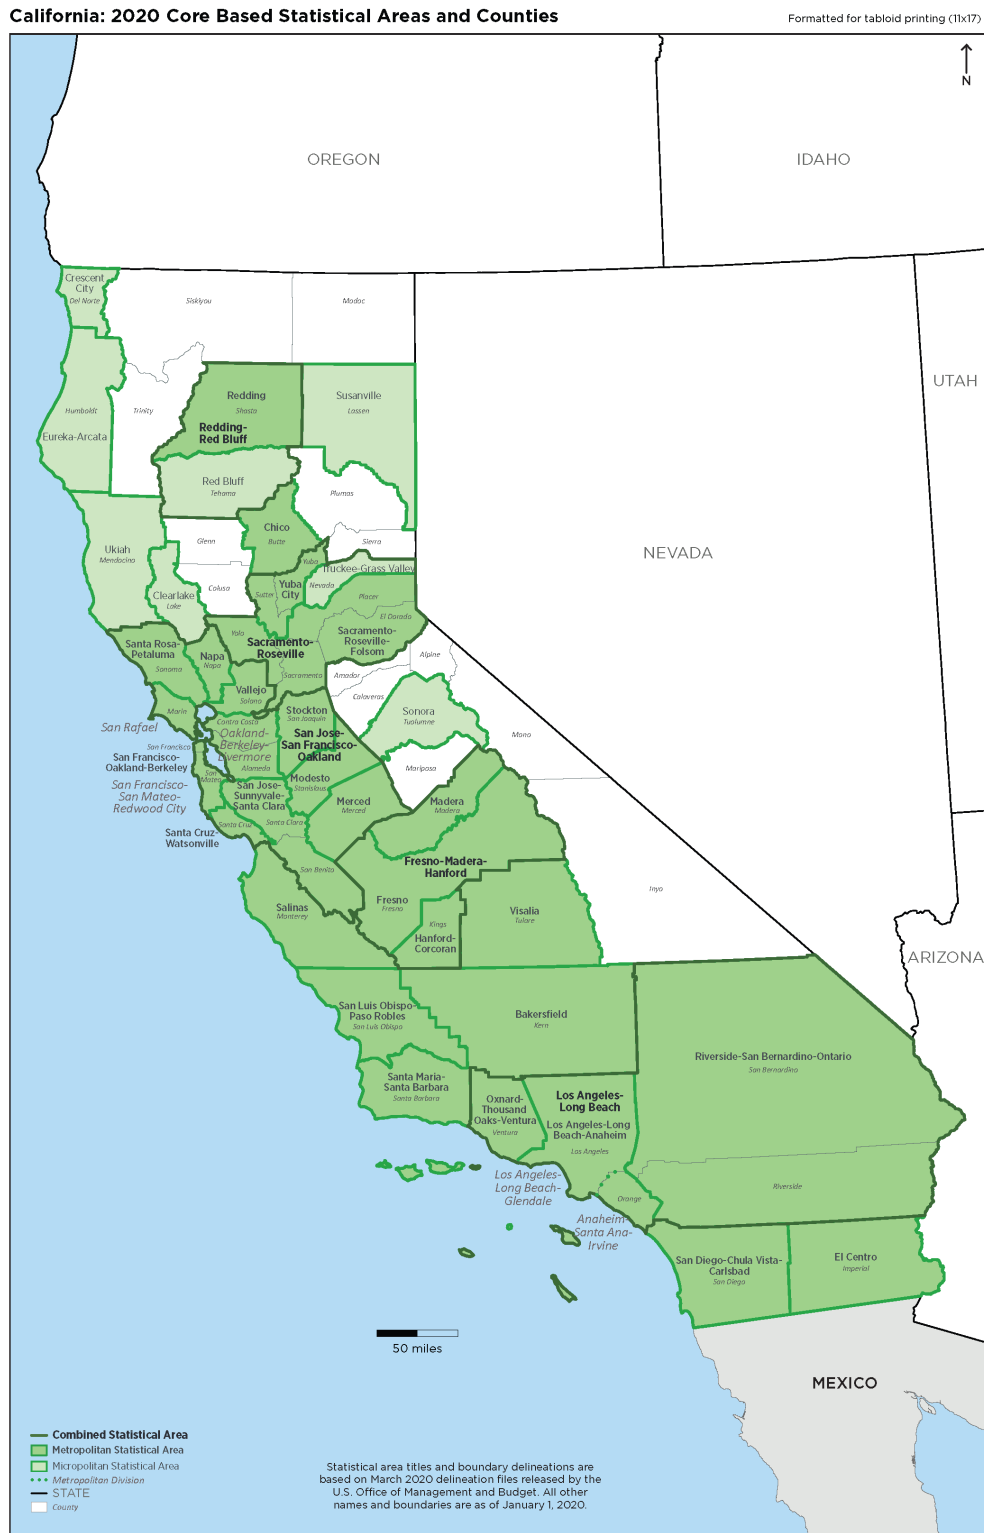 California: 2020 Core Based Statistical Areas and Counties
Formatted for tabloid printing (11x17)
N
OREGON
IDAHO
Crescent
City
Del Norte
Siskiyou
Modoc
UTAH
Redding
Shasta
Redding-
Red Bluff
Susanville
Lassen
Humboldt
Trinity
Eureka-Arcata
Red Bluff
Tehama
Plumas
Chico
Butte
Glenn
Sierra
NEVADA
Ukiah
Mendocino
Yuba
Truckee-Grass Valley
Nevada
Colusa
Sutter
Yuba
City
Placer
Clearlake
Lake
El Dorado
Yolo
Sacramento-
Roseville
Sacramento-
Roseville-
Folsom
Santa Rosa-
Petaluma
Sonoma
Napa
Napa
Alpine
Sacramento
Amador
Vallejo
Solano
Calaveras
Marin
Stockton
San Joaquin
Sonora
Tuolumne
San Rafael
Contra Costa
Oakland-
Berkeley-
Livermore
Alameda
San Jose-
San Francisco-
Oakland
Mono
San Francisco
San Francisco-
Oakland-Berkeley
Mariposa
San
Mateo
San Francisco-
San Mateo-
Redwood City
San Jose-
Sunnyvale-
Santa Clara
Modesto
Stanislaus
Merced
Merced
Madera
Madera
Santa Cruz
Santa Clara
Santa Cruz-
Watsonville
San Benito
Fresno-Madera-
Hanford
Inyo
Fresno
Fresno
Salinas
Monterey
Visalia
Tulare
Kings
Hanford-
Corcoran
ARIZONA
San Luis Obispo-
Paso Robles
San Luis Obispo
Bakersfield
Kern
Riverside-San Bernardino-Ontario
San Bernardino
Santa Maria-
Santa Barbara
Santa Barbara
Oxnard-
Thousand
Oaks-Ventura
Ventura
Los Angeles-
Long Beach
Los Angeles-Long
Beach-Anaheim
Los Angeles
Los Angeles-
Long Beach-
Glendale
Orange
Riverside
Anaheim-
Santa Ana-
Irvine
San Diego-Chula Vista-
Carlsbad
San Diego
El Centro
Imperial
50 miles
MEXICO
Combined Statistical Area
Metropolitan Statistical Area
Micropolitan Statistical Area
Metropolitan Division
STATE
County
Statistical area titles and boundary delineations are
based on March 2020 delineation files released by the
U.S. Office of Management and Budget. All other
names and boundaries are as of January 1, 2020.